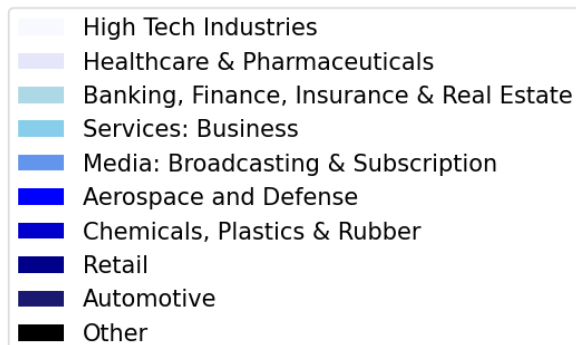 High Tech Industries
Healthcare & Pharmaceuticals
Banking, Finance, Insurance & Real Estate
Services: Business
Media: Broadcasting & Subscription
Aerospace and Defense
Chemicals, Plastics & Rubber
Retail
Automotive
Other